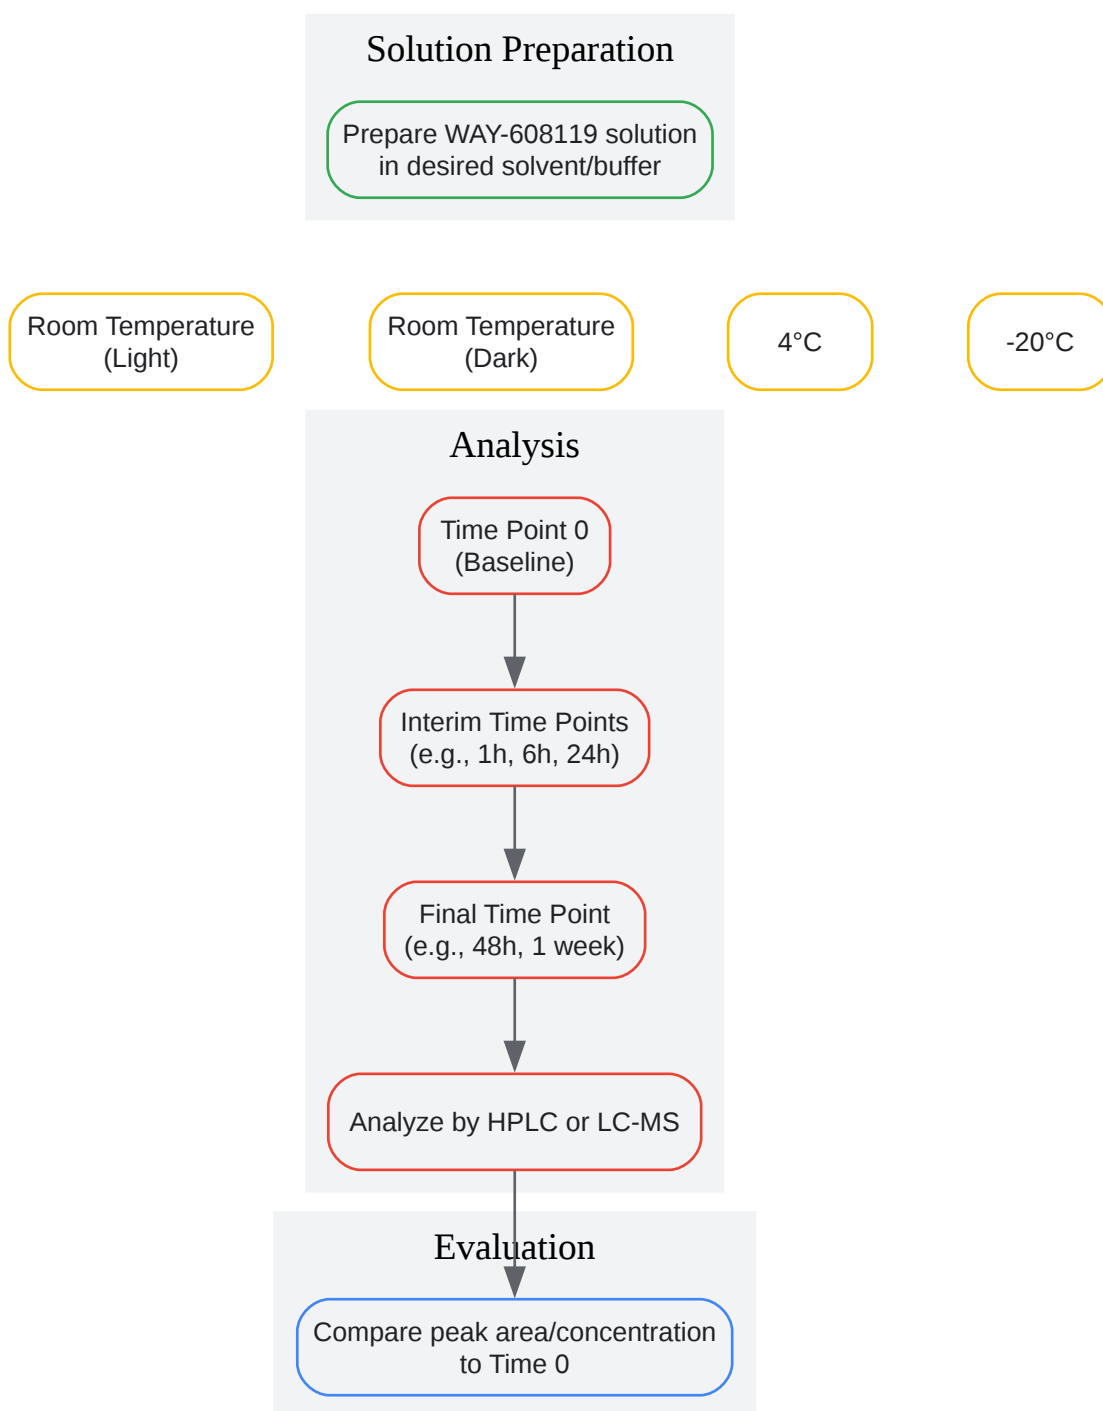 Solution Preparation
Prepare WAY-608119 solution
in desired solvent/buffer
Room Temperature
(Light)
Room Temperature
(Dark)
4°C
-20°C
Analysis
Time Point 0
(Baseline)
Interim Time Points
(e.g., 1h, 6h, 24h)
Final Time Point
(e.g., 48h, 1 week)
Analyze by HPLC or LC-MS
Evaluation
Compare peak area/concentration
to Time 0